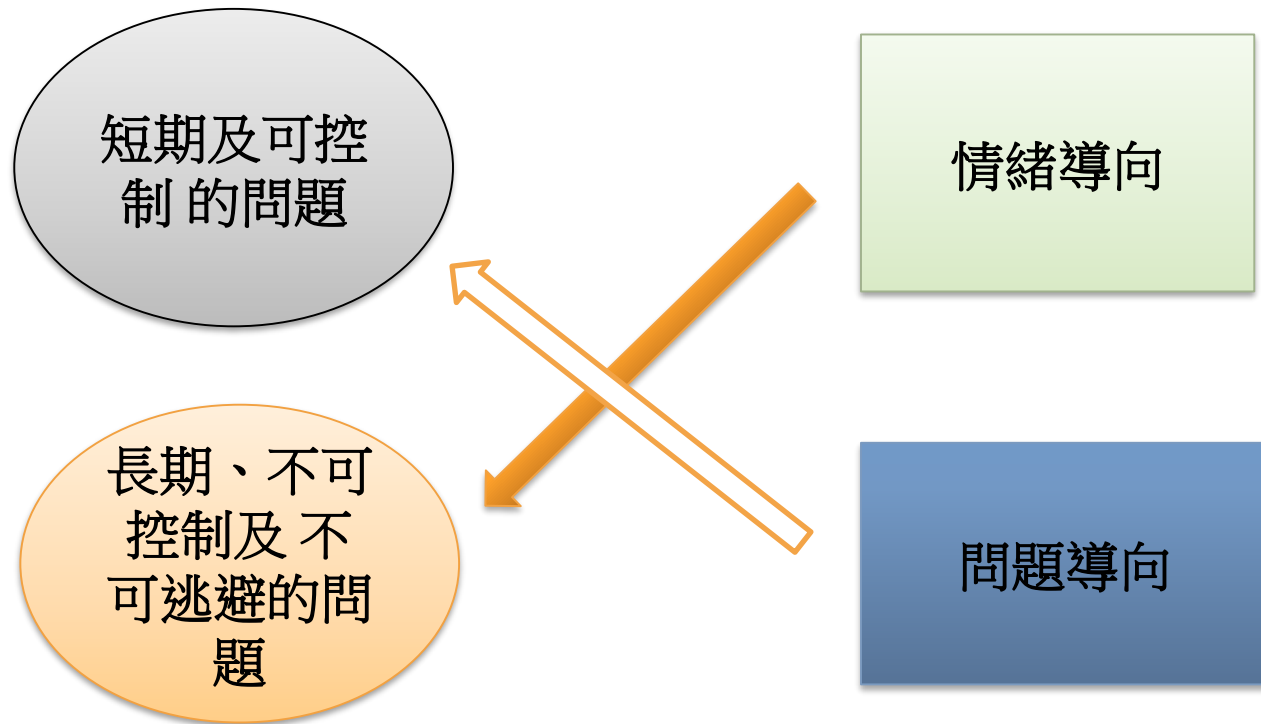 短期及可控
制 的問題
情緒導向
長期、不可
控制及 不
可逃避的問
題
問題導向